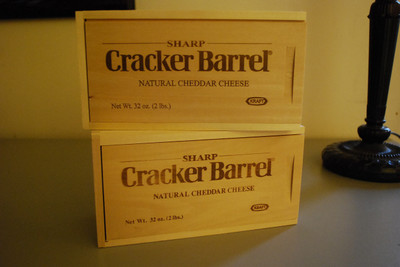 SHARP
Cracker Barrel®
NATURAL CHEDDAR CHEESE
Net Wt. 32 oz. (2 lbs.)
KRAFT
SHARP
Cracker Barrel®
NATURAL CHEDDAR CHEESE
Net Wt. 32 oz. (2 lbs.)
KRAFT